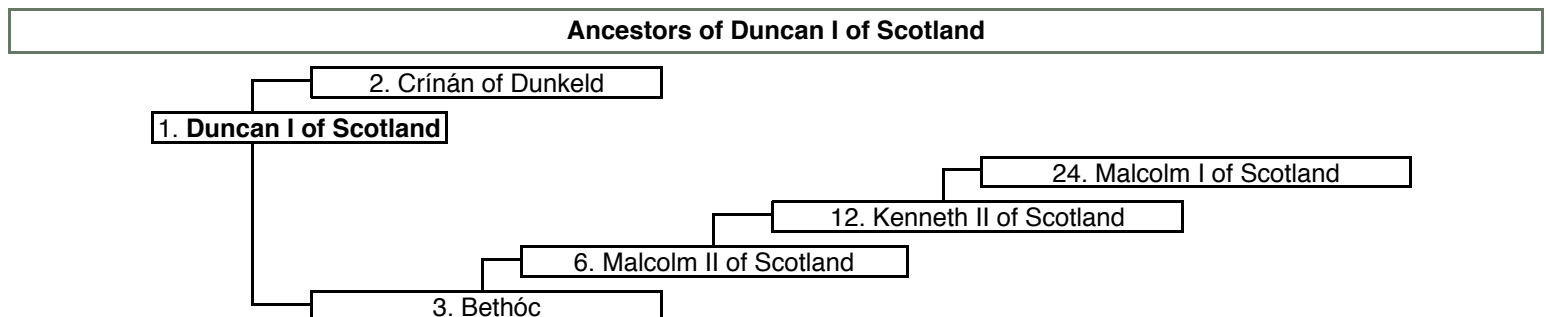 Ancestors of Duncan I of Scotland
2. Crínán of Dunkeld
1. Duncan I of Scotland
24. Malcolm I of Scotland
12. Kenneth II of Scotland
6. Malcolm II of Scotland
3. Bethóc